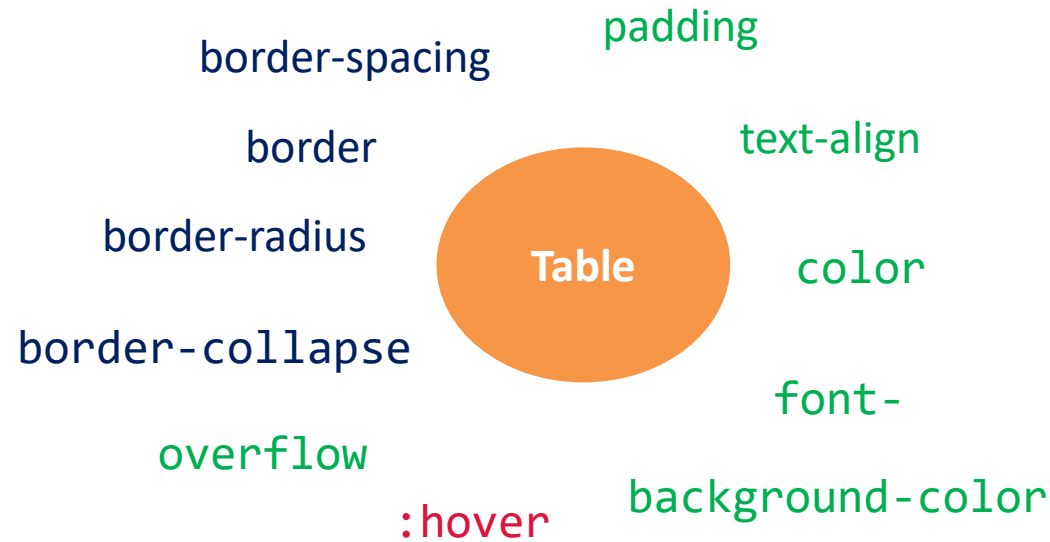 padding
border-spacing
text-align
border
border-radius
Table
color
border-collapse
font-
overflow
background-color
:hover